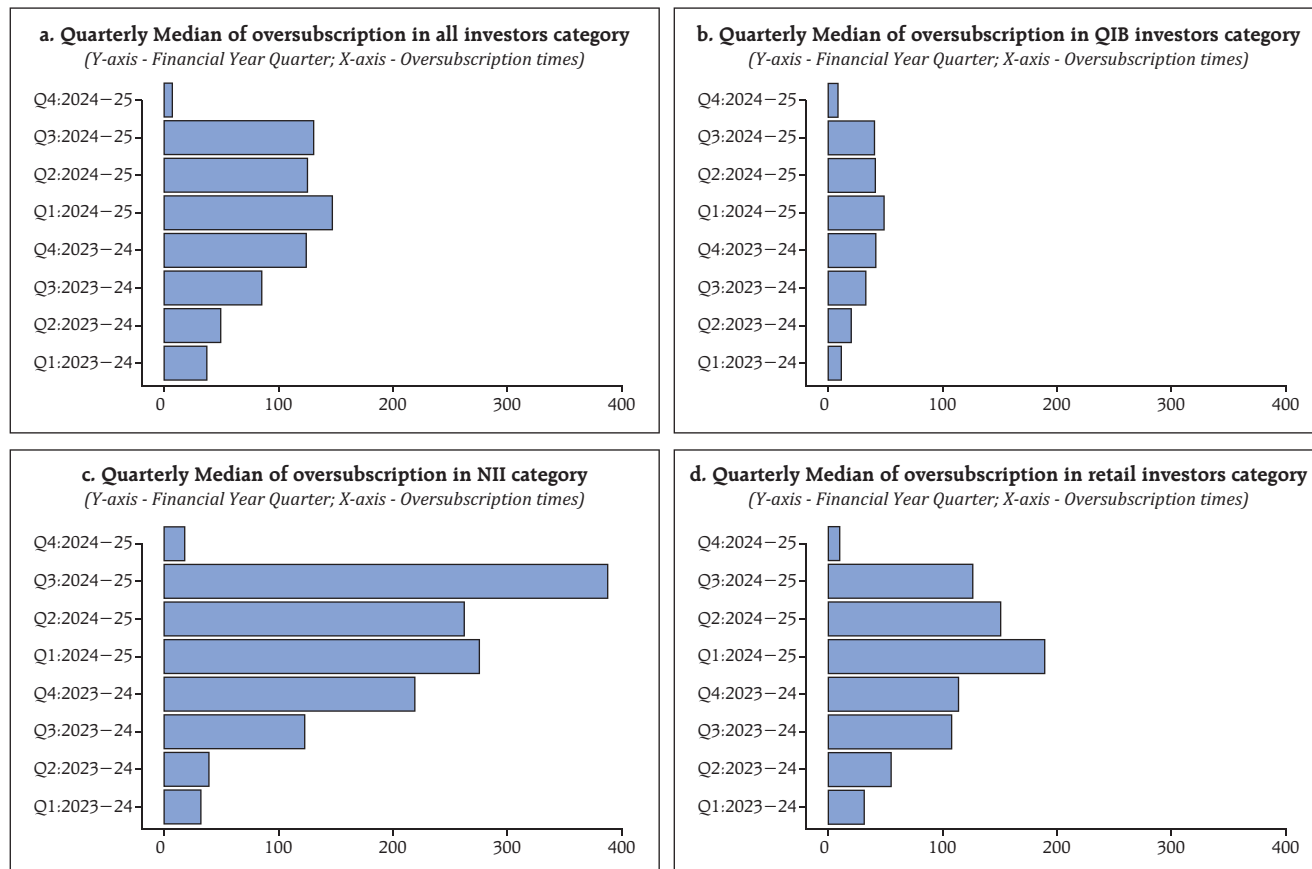 a. Quarterly Median of oversubscription in all investors category
(Y-axis - Financial Year Quarter; X-axis - Oversubscription times)
Q4:2024−25
Q3:2024−25
Q2:2024−25
Q1:2024−25
Q4:2023−24
Q3:2023−24
Q2:2023−24
Q1:2023−24
0 100 200 300 400
b. Quarterly Median of oversubscription in QIB investors category
(Y-axis - Financial Year Quarter; X-axis - Oversubscription times)
Q4:2024−25
Q3:2024−25
Q2:2024−25
Q1:2024−25
Q4:2023−24
Q3:2023−24
Q2:2023−24
Q1:2023−24
0 100 200 300 400
c. Quarterly Median of oversubscription in NII category
(Y-axis - Financial Year Quarter; X-axis - Oversubscription times)
Q4:2024−25
Q3:2024−25
Q2:2024−25
Q1:2024−25
Q4:2023−24
Q3:2023−24
Q2:2023−24
Q1:2023−24
0 100 200 300 400
d. Quarterly Median of oversubscription in retail investors category
(Y-axis - Financial Year Quarter; X-axis - Oversubscription times)
Q4:2024−25
Q3:2024−25
Q2:2024−25
Q1:2024−25
Q4:2023−24
Q3:2023−24
Q2:2023−24
Q1:2023−24
0 100 200 300 400